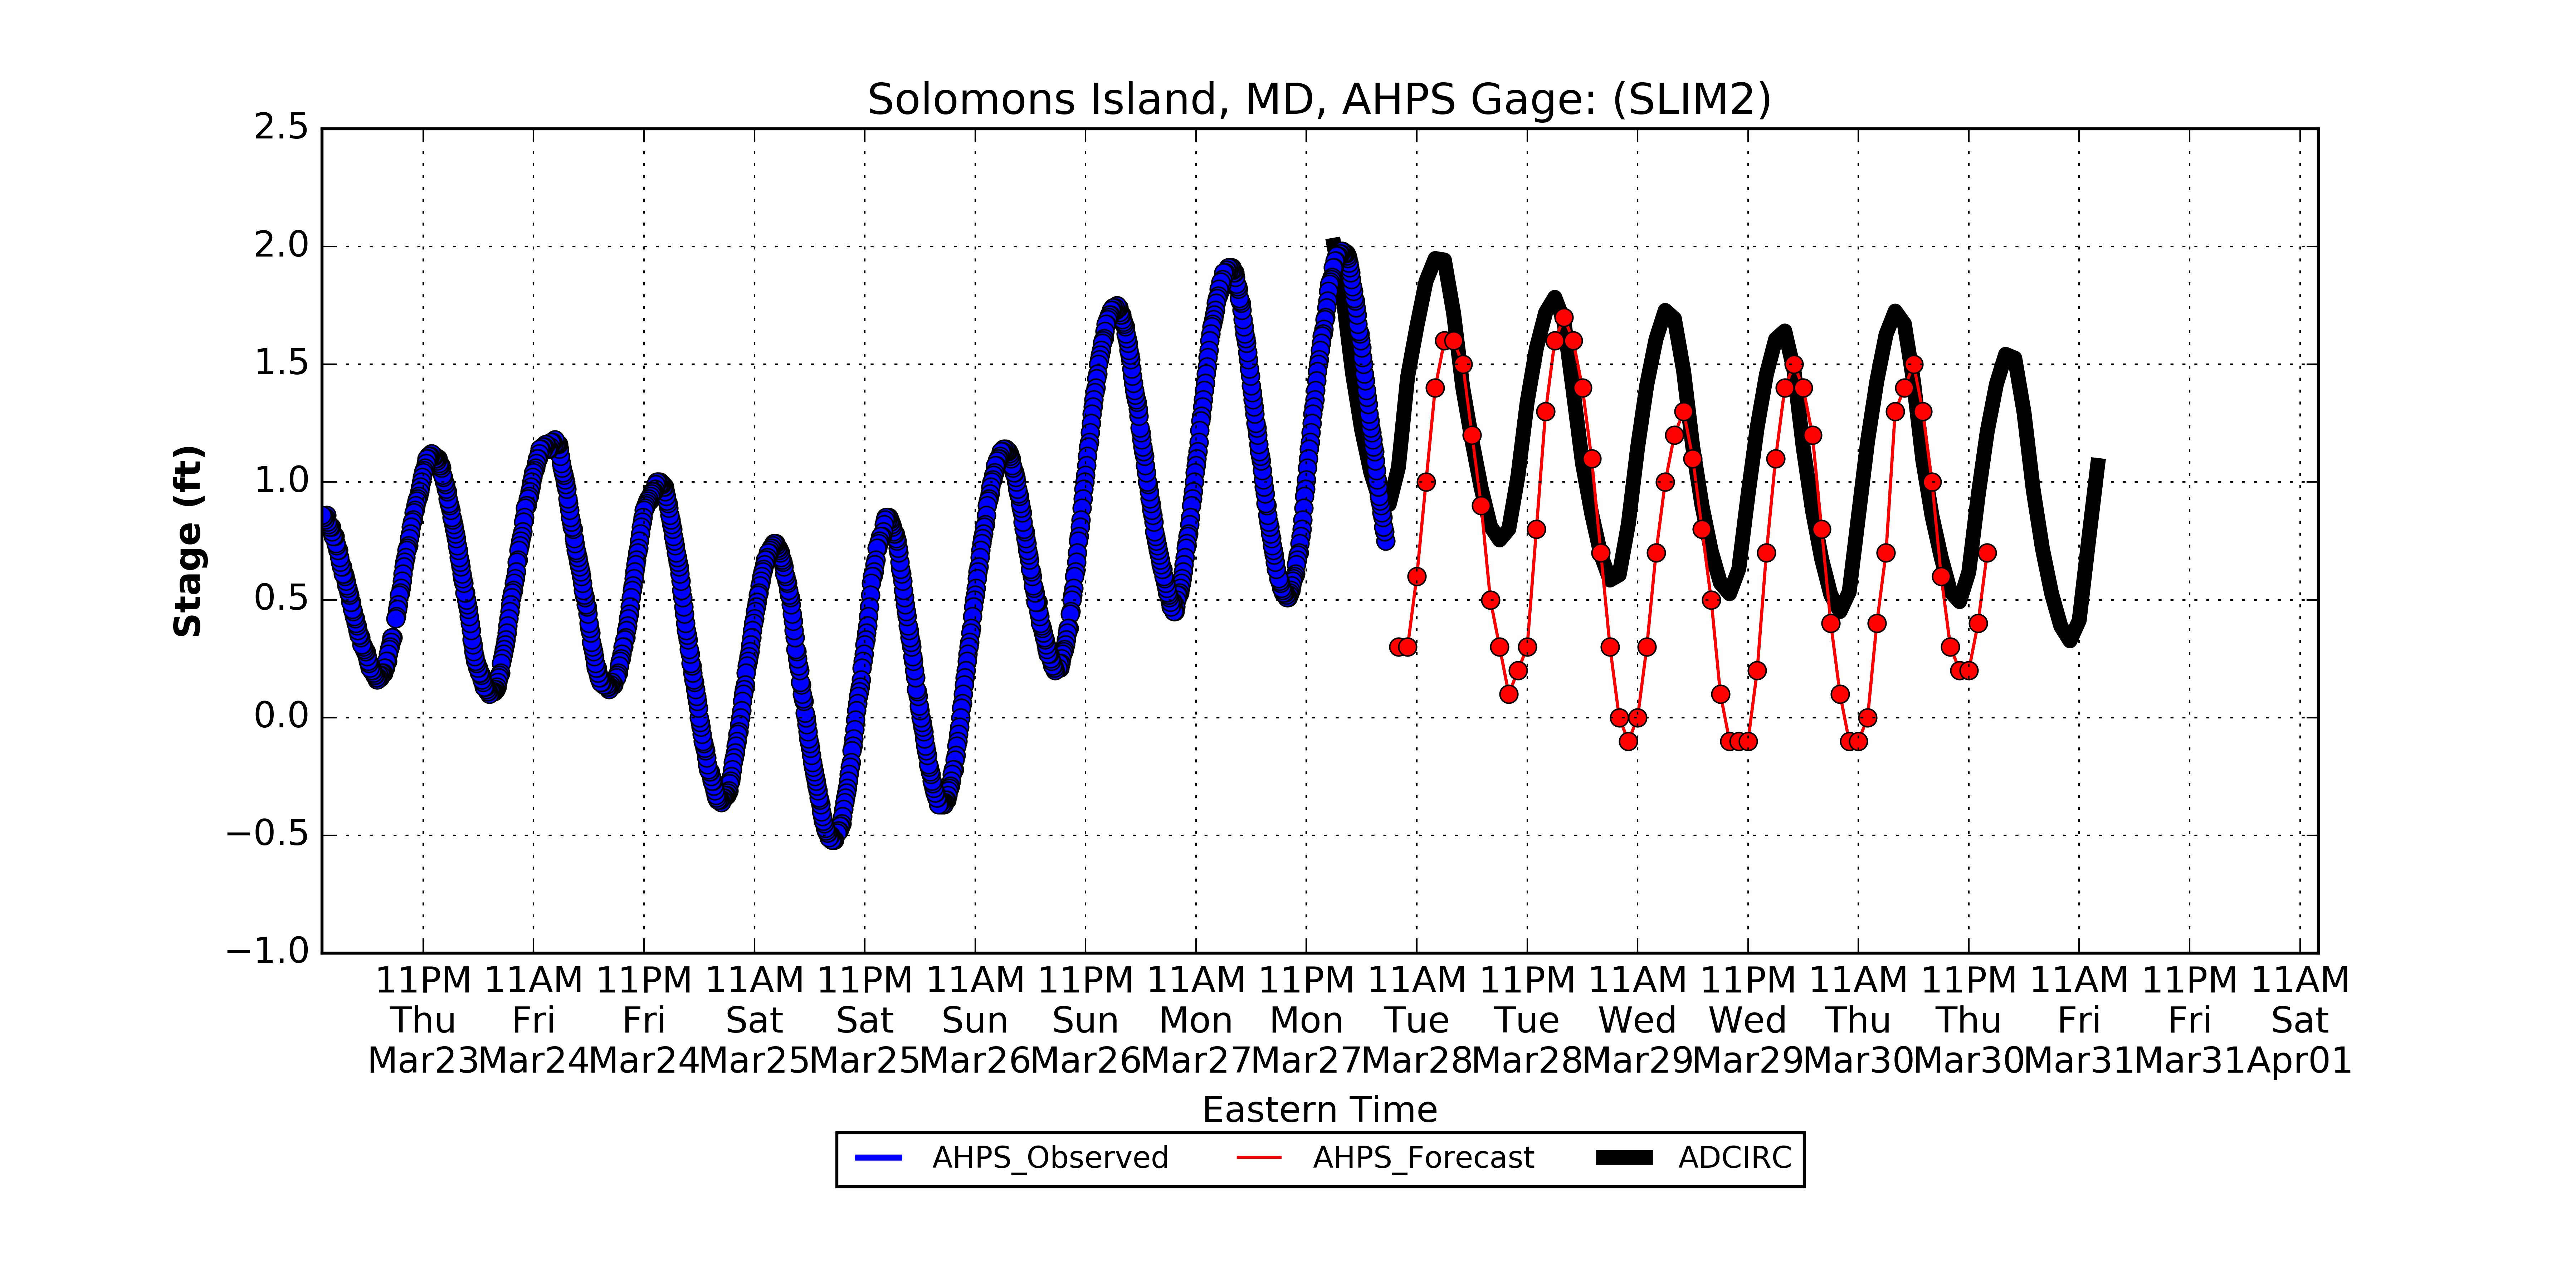 Solomons Island, MD, AHPS Gage: (SLIM2)
2.5
2.0
1.5
1.0
0.5
0.0
−0.5
−1.0
Stage (ft)
11PM 11AM 11PM 11AM 11PM 11AM 11PM 11AM 11PM 11AM 11PM 11AM 11PM 11AM 11PM 11AM 11PM 11AM
Thu Fri Fri Sat Sat Sun Sun Mon Mon Tue Tue Wed Wed Thu Thu Fri Fri Sat
Mar23 Mar24 Mar24 Mar25 Mar25 Mar26 Mar26 Mar27 Mar27 Mar28 Mar28 Mar29 Mar29 Mar30 Mar30 Mar31 Mar31 Apr01
Eastern Time
AHPS_Observed AHPS_Forecast ADCIRC